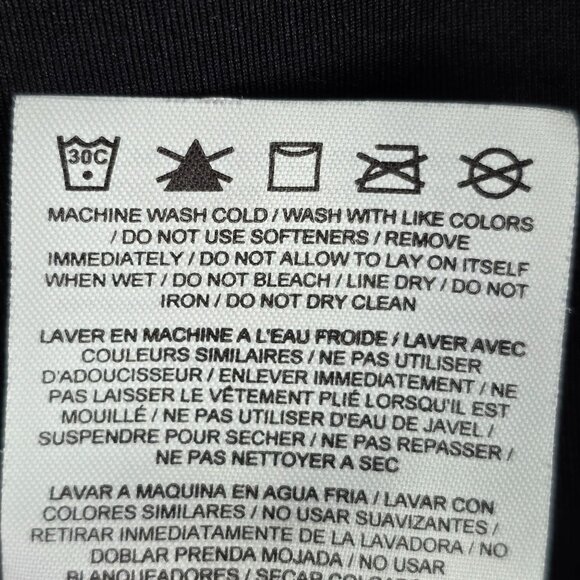 30C
MACHINE WASH COLD / WASH WITH LIKE COLORS
/ DO NOT USE SOFTENERS / REMOVE
IMMEDIATELY / DO NOT ALLOW TO LAY ON ITSELF
WHEN WET / DO NOT BLEACH / LINE DRY / DO NOT
IRON / DO NOT DRY CLEAN
LAVER EN MACHINE A L'EAU FROIDE / LAVER AVEC
COULEURS SIMILAIRES / NE PAS UTILISER
D'ADOUCISSEUR / ENLEVER IMMEDIATEMENT / NE
PAS LAISSER LE VÊTEMENT PLIÉ LORSQU'IL EST
MOUILLÉ / NE PAS UTILISER D'EAU DE JAVEL /
SUSPENDRE POUR SECHER / NE PAS REPASSER /
NE PAS NETTOYER A SEC
LAVAR A MAQUINA EN AGUA FRIA / LAVAR CON
COLORES SIMILARES / NO USAR SUAVIZANTES /
RETIRAR INMEDIATAMENTE DE LA LAVADORA / NO
DOBLAR PRENDA MOJADA / NO USAR
BLANQUEADORES / SECAR